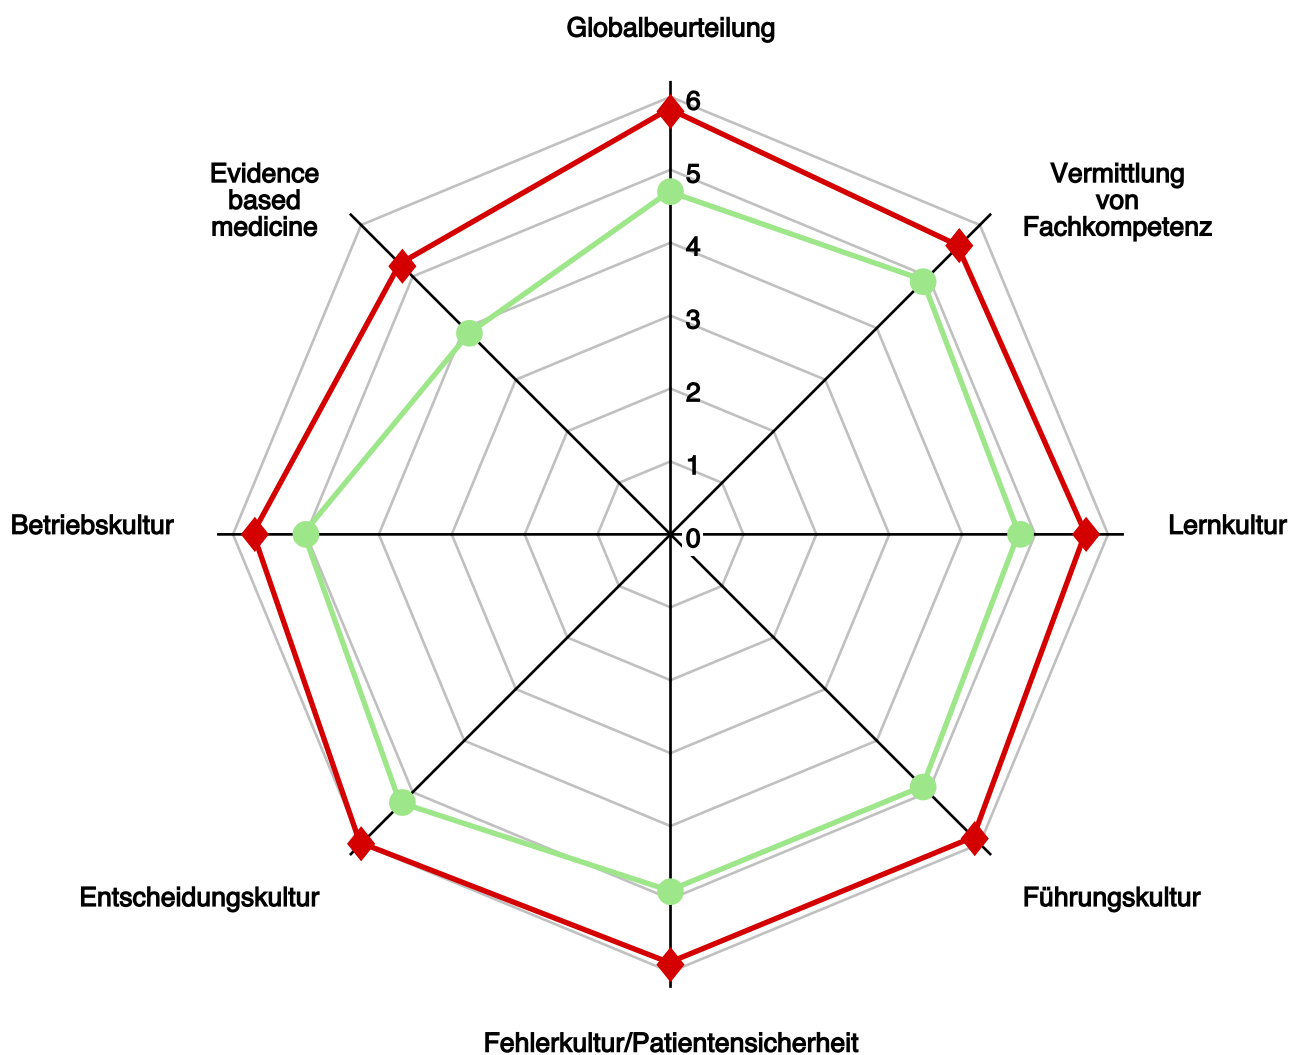 Globalbeurteilung
6
Evidence
based
medicine
5
Vermittlung
von
Fachkompetenz
4
3
2
1
Betriebskultur
0
Lernkultur
Entscheidungskultur
Führungskultur
Fehlerkultur/Patientensicherheit